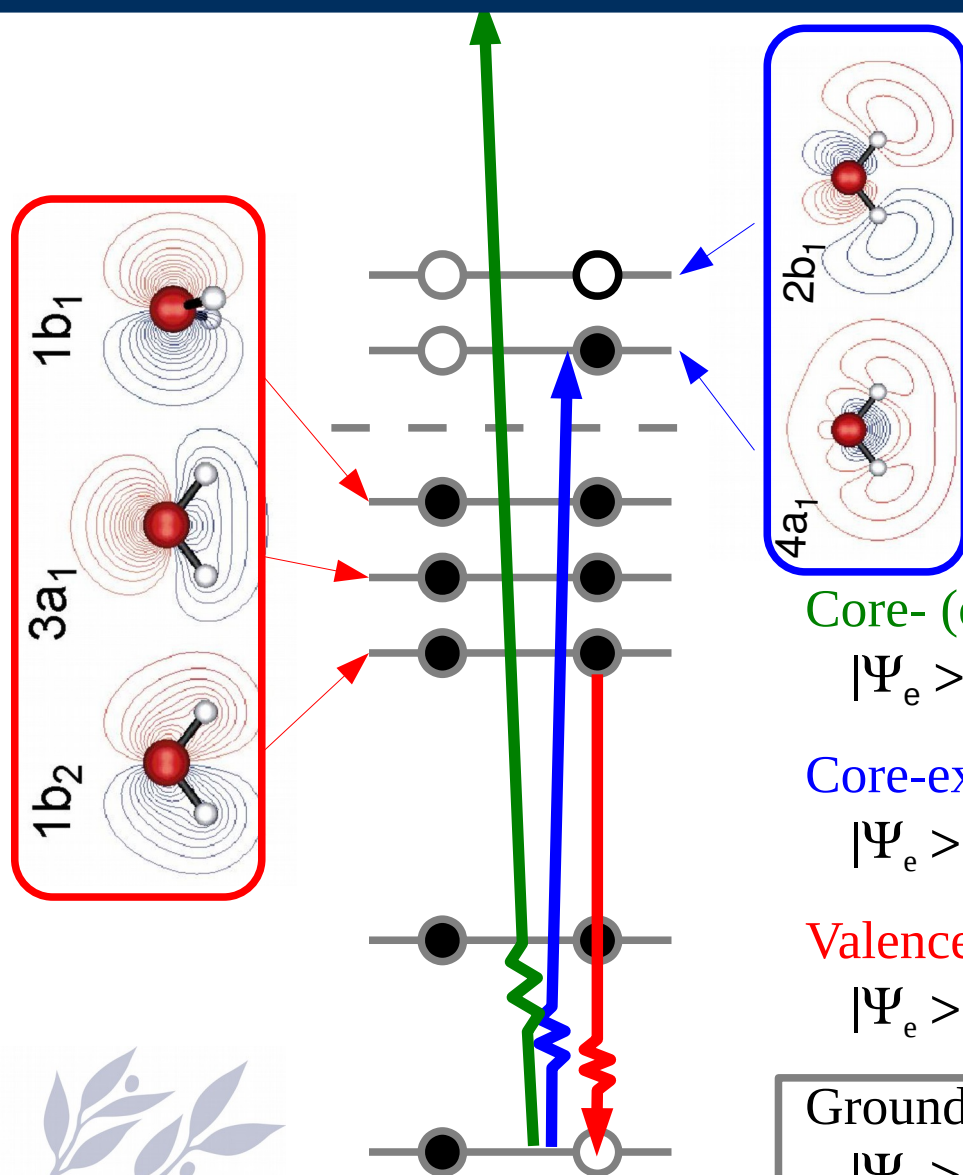 1b1
3a1
1b2
2b1
4a1
Core- (
|Ψe >
Core-ex
|Ψe >
Valence
|Ψe >
Ground
|Ψ >